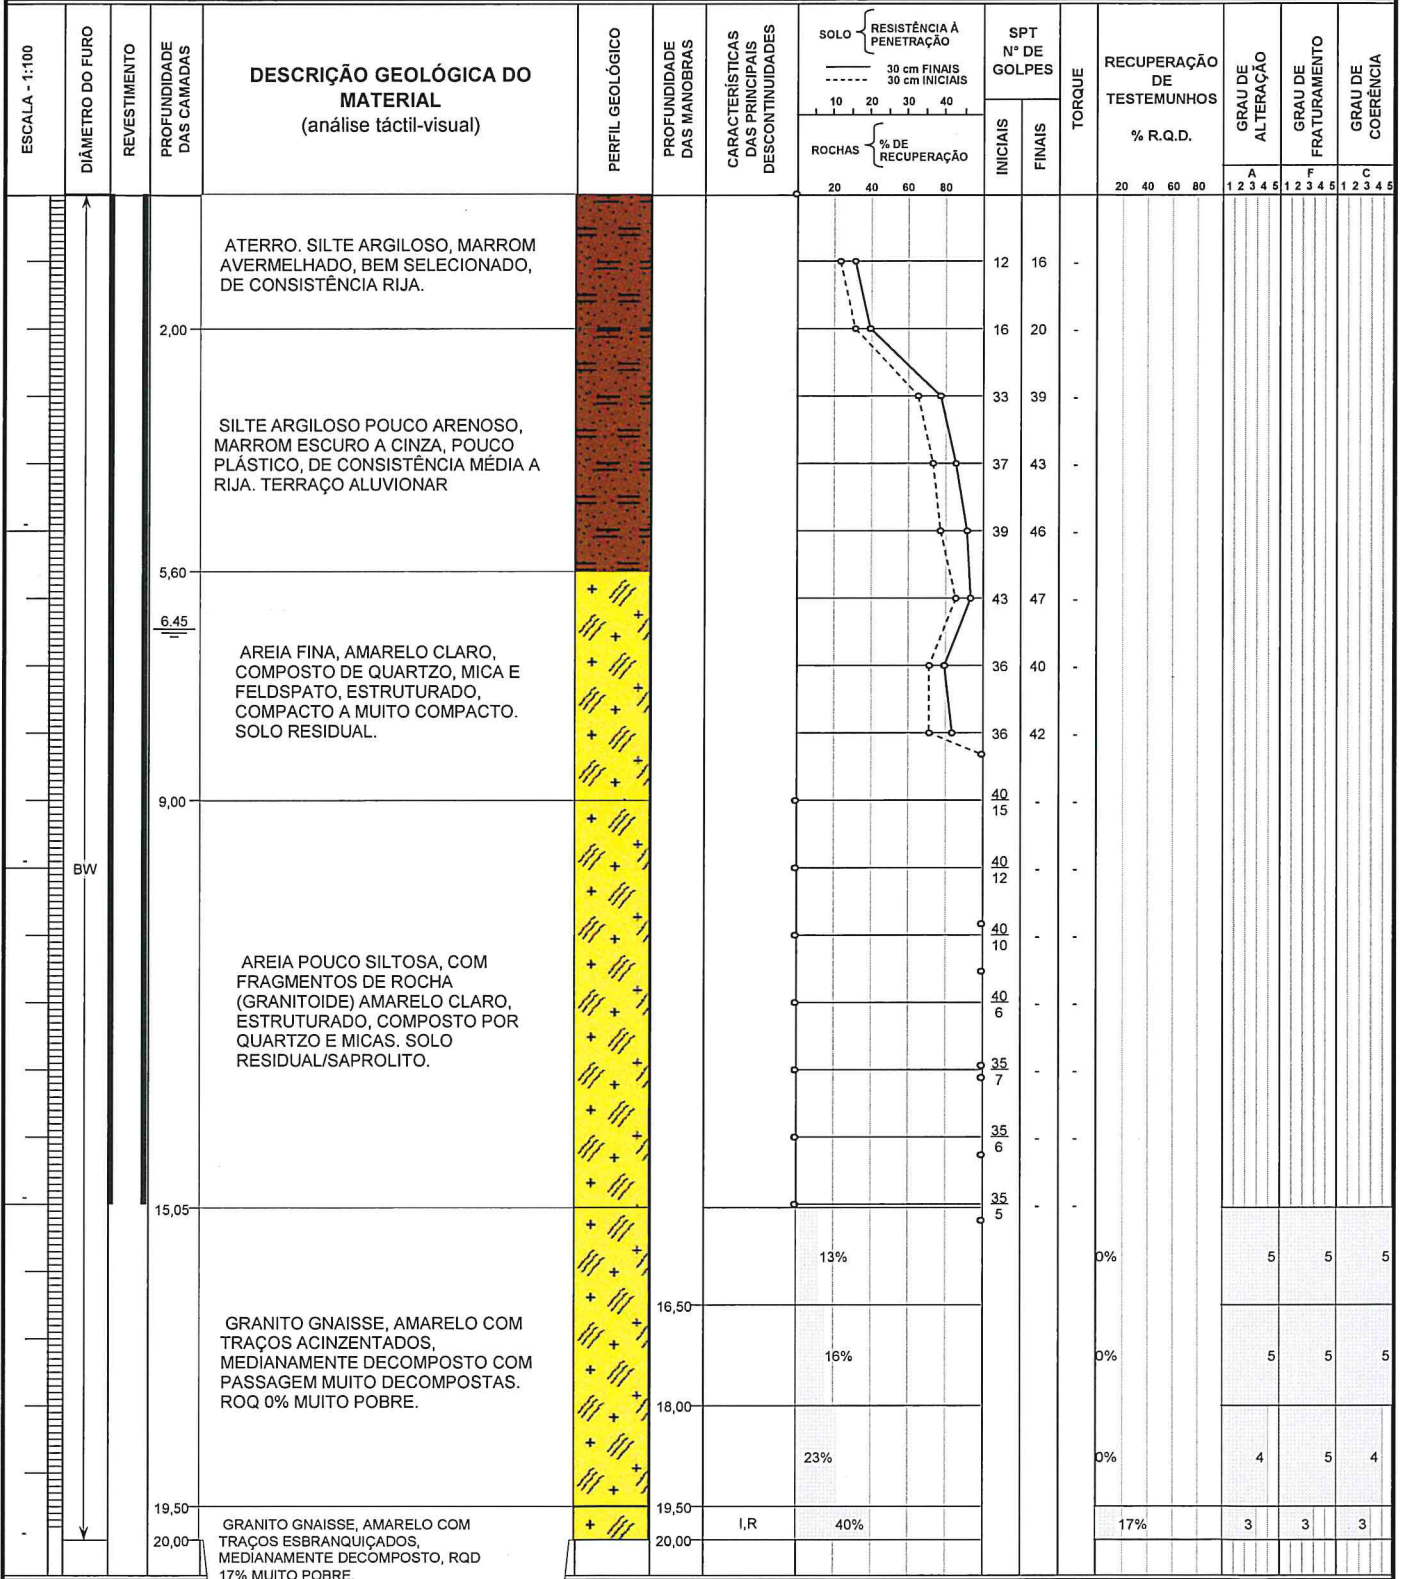 ESCALA - 1:100
DIÂMETRO DO FURO
REVESTIMENTO
PROFUNDIDADE
DAS CAMADAS
DESCRIÇÃO GEOLÓGICA DO
MATERIAL
(análise táctil-visual)
PERFIL GEOLÓGICO
PROFUNDIDADE
DAS MANOBRAS
CARACTERÍSTICAS
DAS PRINCIPAIS
DESCONTINUIDADES
SOLO
RESISTÊNCIA À
PENETRAÇÃO
30 cm FINAIS
30 cm INICIAIS
10 20 30 40
ROCHAS
% DE
RECUPERAÇÃO
20 40 60 80
SPT
N° DE
GOLPES
INICIAIS
FINAIS
TORQUE
RECUPERAÇÃO
DE
TESTEMUNHOS
% R.Q.D.
20 40 60 80
GRAU DE
ALTERAÇÃO
A
1 2 3 4 5
GRAU DE
FRATURAMENTO
F
1 2 3 4 5
GRAU DE
COERÊNCIA
C
1 2 3 4 5
ATERRO. SILTE ARGILOSO, MARROM
AVERMELHADO, BEM SELECIONADO,
DE CONSISTÊNCIA RIJA.
12 16 -
2,00
16 20 -
33 39 -
SILTE ARGILOSO POUCO ARENOSO,
MARROM ESCURO A CINZA, POUCO
PLÁSTICO, DE CONSISTÊNCIA MÉDIA A
RIJA. TERRAÇO ALUVIONAR
37 43 -
- 39 46 -
5,60
43 47 -
6.45
AREIA FINA, AMARELO CLARO,
COMPOSTO DE QUARTZO, MICA E
FELDSPATO, ESTRUTURADO,
COMPACTO A MUITO COMPACTO.
SOLO RESIDUAL.
36 40 -
36 42 -
9,00
40
15 - -
- BW
40
12 - -
40
10 - -
AREIA POUCO SILTOSA, COM
FRAGMENTOS DE ROCHA
(GRANITOIDE) AMARELO CLARO,
ESTRUTURADO, COMPOSTO POR
QUARTZO E MICAS. SOLO
RESIDUAL/SAPROLITO.
40
6 - -
35
7 - -
35
6 - -
- 15,05
35
5 - -
13% 0% 5 5 5
16,50
GRANITO GNAISSE, AMARELO COM
TRAÇOS ACINZENTADOS,
MEDIANAMENTE DECOMPOSTO COM
PASSAGEM MUITO DECOMPOSTAS.
ROQ 0% MUITO POBRE.
16% 0% 5 5 5
18,00
23% 0% 4 5 4
19,50 19,50
GRANITO GNAISSE, AMARELO COM
TRAÇOS ESBRANQUIÇADOS,
MEDIANAMENTE DECOMPOSTO, RQD
17% MUITO POBRE.
I,R 40% 17% 3 3 3
- 20,00 20,00